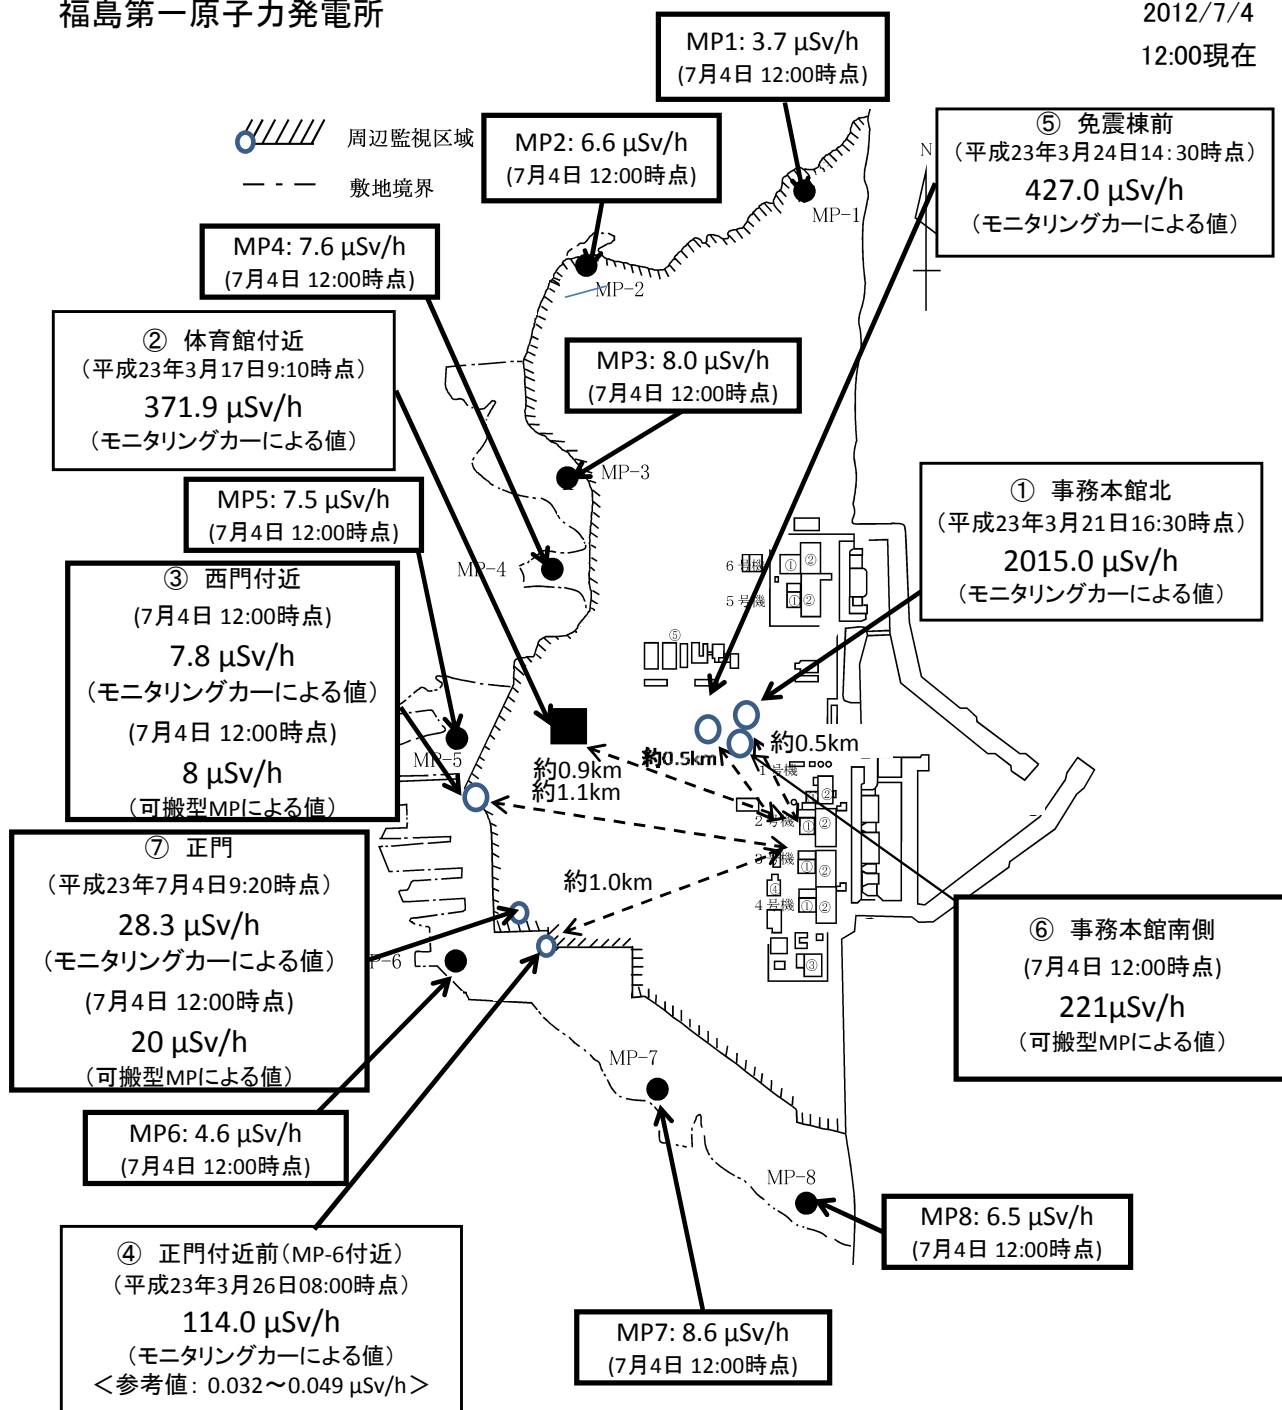 福島第一原子力発電所
2012/7/4
12:00現在
周辺監視区域
敷地境界
MP1: 3.7 μSv/h
(7月4日 12:00時点)
MP2: 6.6 μSv/h
(7月4日 12:00時点)
⑤ 免震棟前
(平成23年3月24日14:30時点)
427.0 μSv/h
(モニタリングカーによる値)
N
MP-1
MP4: 7.6 μSv/h
(7月4日 12:00時点)
MP-2
② 体育館付近
(平成23年3月17日9:10時点)
371.9 μSv/h
(モニタリングカーによる値)
MP3: 8.0 μSv/h
(7月4日 12:00時点)
MP-3
MP5: 7.5 μSv/h
(7月4日 12:00時点)
① 事務本館北
(平成23年3月21日16:30時点)
2015.0 μSv/h
(モニタリングカーによる値)
MP-4
6号機
① ②
5号機
① ②
⑤
③ 西門付近
(7月4日 12:00時点)
7.8 μSv/h
(モニタリングカーによる値)
(7月4日 12:00時点)
8 μSv/h
(可搬型MPによる値)
MP-5
約0.9km
約1.1km
約0.5km
約0.5km
1号機
②
2号機
① ②
3号機
① ②
④
4号機
① ②
③
約1.0km
⑦ 正門
(平成23年7月4日9:20時点)
28.3 μSv/h
(モニタリングカーによる値)
(7月4日 12:00時点)
20 μSv/h
(可搬型MPによる値)
P-6
⑥ 事務本館南側
(7月4日 12:00時点)
221μSv/h
(可搬型MPによる値)
MP-7
MP6: 4.6 μSv/h
(7月4日 12:00時点)
MP-8
MP8: 6.5 μSv/h
(7月4日 12:00時点)
④ 正門付近前(MP-6付近)
(平成23年3月26日08:00時点)
114.0 μSv/h
(モニタリングカーによる値)
<参考値: 0.032～0.049 μSv/h>
MP7: 8.6 μSv/h
(7月4日 12:00時点)